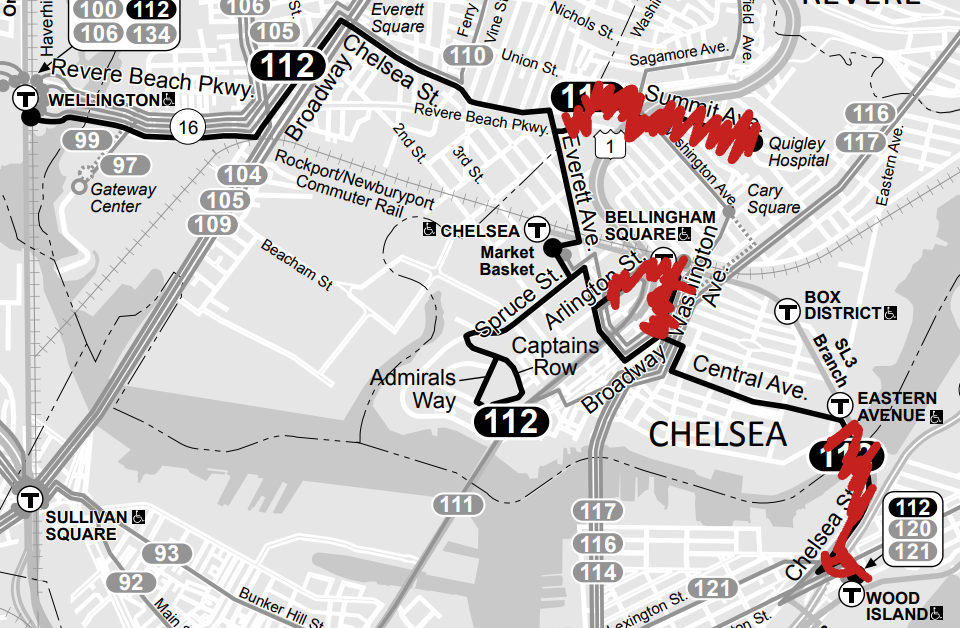 REVERE
Haverhi
100 112
106 134
106
105
St.
Everett
Square
Ferry
Vine St.
Nichols St.
Sagamore Ave.
Ave.
110
Union St.
112
Revere Beach Pkwy.
Broadway
Chelsea St.
T WELLINGTON
16
99
97
Gateway
Center
104
105
109
Revere Beach Pkwy.
Summit Ave.
1
116
117
Quigley
Hospital
Eastern Ave.
2nd St.
3rd St.
Rockport/Newburyport
Commuter Rail
Everett Ave.
Cary
Square
BELLINGHAM
SQUARE
T
CHELSEA T
Market
Basket
Beacham St.
Spruce St.
Arlington St.
Washington
Ave.
T BOX
DISTRICT
SL3
Branch
Captains
Row
Admirals
Way
Broadway
Central Ave.
T EASTERN
AVENUE
112
CHELSEA
T
SULLIVAN
SQUARE
111
117
116
114
Chelsea St.
112
120
121
93
92
Main
Bunker Hill St.
Lexington St.
121
on St.
T WOOD
ISLAND